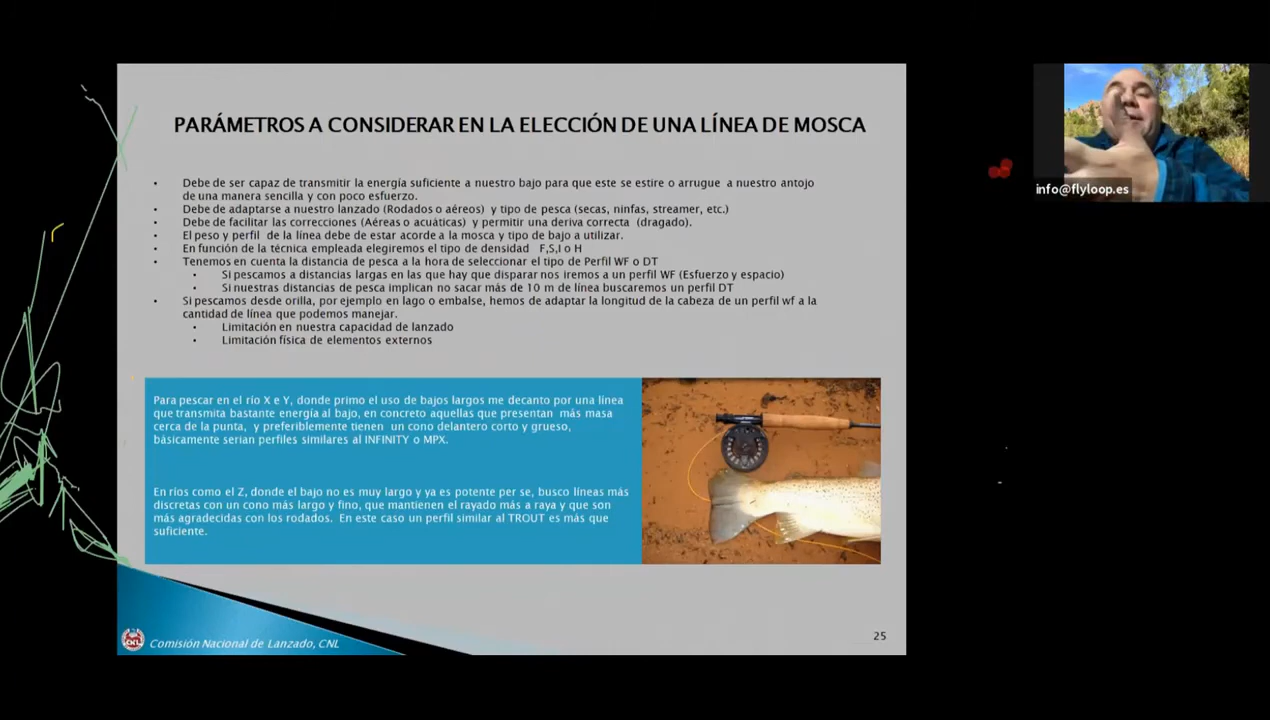 PARÁMETROS A CONSIDERAR EN LA ELECCIÓN DE UNA LÍNEA DE MOSCA
• Debe de ser capaz de transmitir la energía suficiente a nuestro bajo para que este se estire o arrugue a nuestro antojo
de una manera sencilla y con poco esfuerzo.
• Debe de adaptarse a nuestro lanzado (Rodados o aéreos) y tipo de pesca (secas, ninfas, streamer, etc.)
• Debe de facilitar las correcciones (Aéreas o acuáticas) y permitir una deriva correcta (dragado).
• El peso y perfil de la línea debe de estar acorde a la mosca y tipo de bajo a utilizar.
• En función de la técnica empleada elegiremos el tipo de densidad F,S,I o H
• Tenemos en cuenta la distancia de pesca a la hora de seleccionar el tipo de Perfil WF o DT
• Si pescamos a distancias largas en las que hay que disparar nos iremos a un perfil WF (Esfuerzo y espacio)
• Si nuestras distancias de pesca implican no sacar más de 10 m de línea buscaremos un perfil DT
• Si pescamos desde orilla, por ejemplo en lago o embalse, hemos de adaptar la longitud de la cabeza de un perfil wf a la
cantidad de línea que podemos manejar.
• Limitación en nuestra capacidad de lanzado
• Limitación física de elementos externos
Para pescar en el río X e Y, donde primo el uso de bajos largos me decanto por una línea
que transmita bastante energía al bajo, en concreto aquellas que presentan más masa
cerca de la punta, y preferiblemente tienen un cono delantero corto y grueso,
básicamente serian perfiles similares al INFINITY o MPX.
En ríos como el Z, donde el bajo no es muy largo y ya es potente per se, busco líneas más
discretas con un cono más largo y fino, que mantienen el rayado más a raya y que son
más agradecidas con los rodados. En este caso un perfil similar al TROUT es más que
suficiente.
CNL
Comisión Nacional de Lanzado, CNL
25
info@flyloop.es